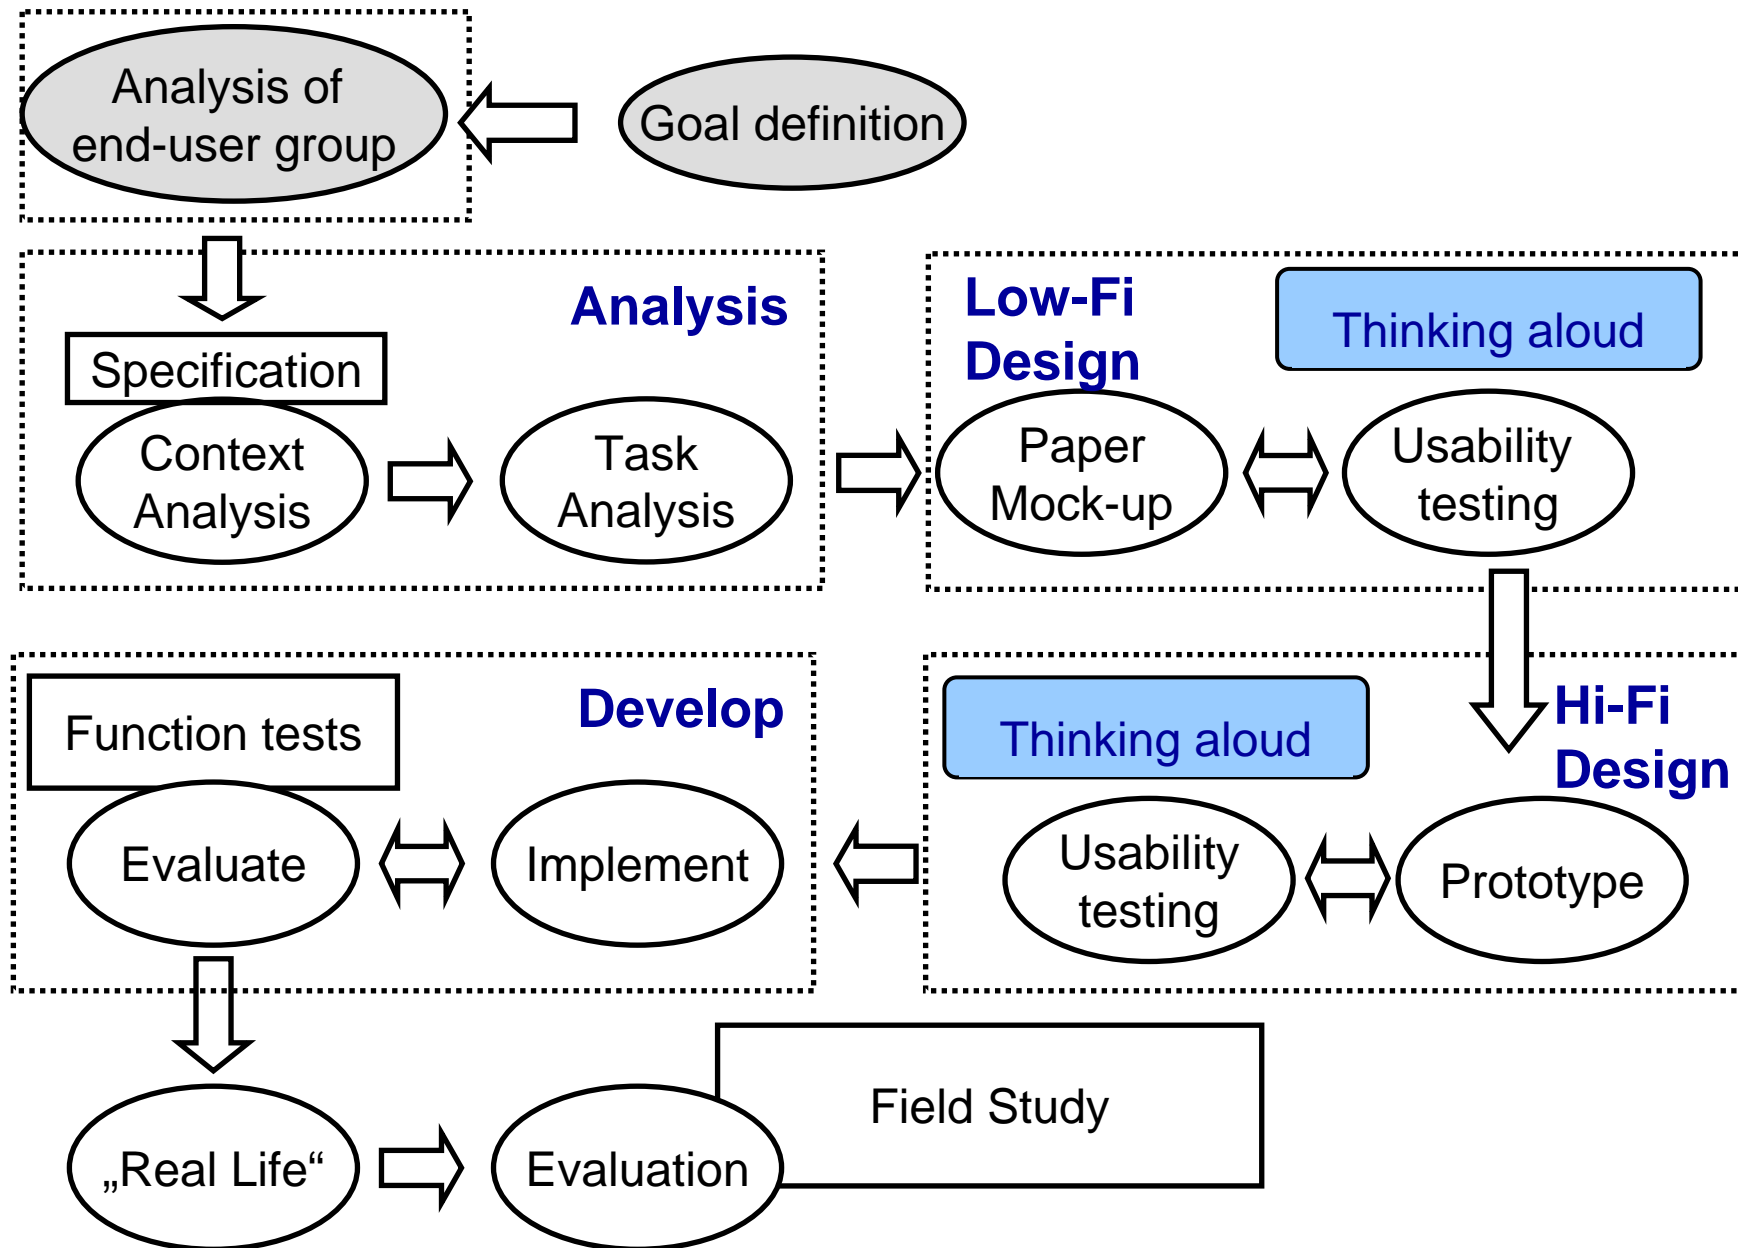 Analysis of
end-user group
Goal definition
Analysis
Specification
Context
Analysis
Task
Analysis
Low-Fi
Design
Thinking aloud
Paper
Mock-up
Usability
testing
Hi-Fi
Design
Thinking aloud
Usability
testing
Prototype
Develop
Function tests
Evaluate
Implement
„Real Life“
Evaluation
Field Study